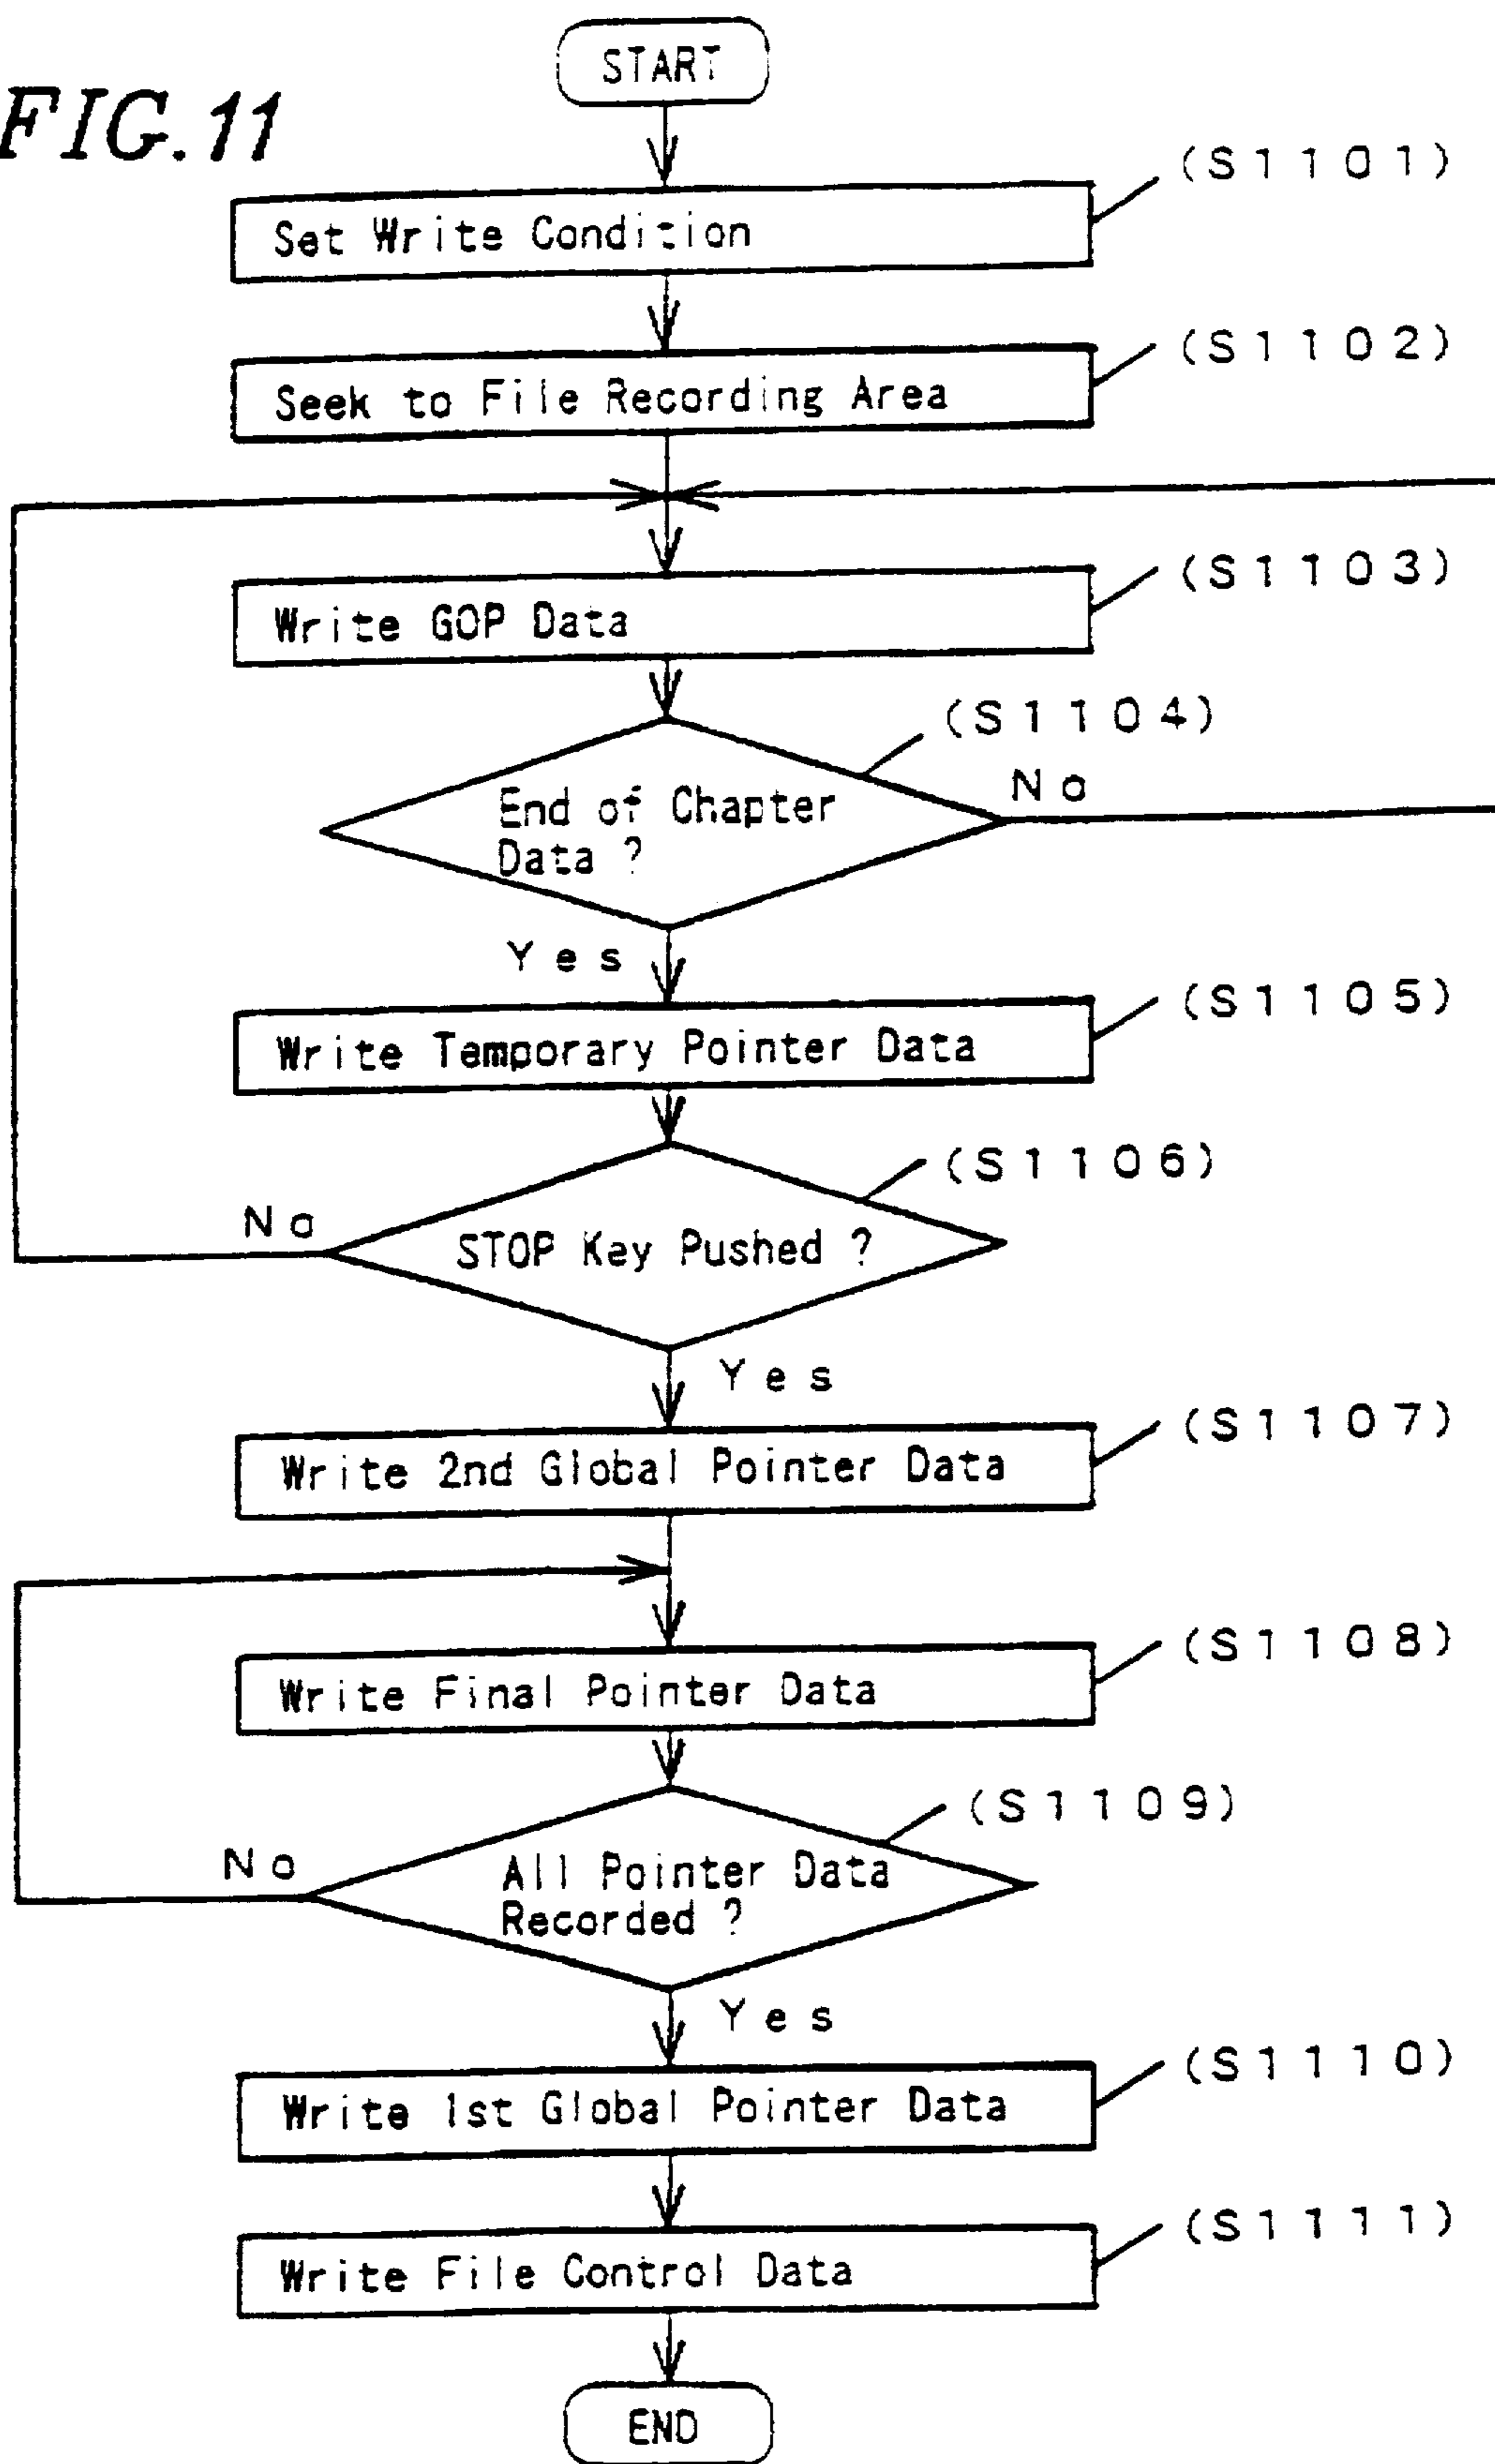 FIG.11
START
(S1101)
Set Write Condition
(S1102)
Seek to File Recording Area
(S1103)
Write GOP Data
(S1104)
End of Chapter
Data ?
No
Yes
(S1105)
Write Temporary Pointer Data
(S1106)
STOP Key Pushed ?
No
Yes
(S1107)
Write 2nd Global Pointer Data
(S1108)
Write Final Pointer Data
(S1109)
All Pointer Data
Recorded ?
No
Yes
(S1110)
Write 1st Global Pointer Data
(S1111)
Write File Control Data
END